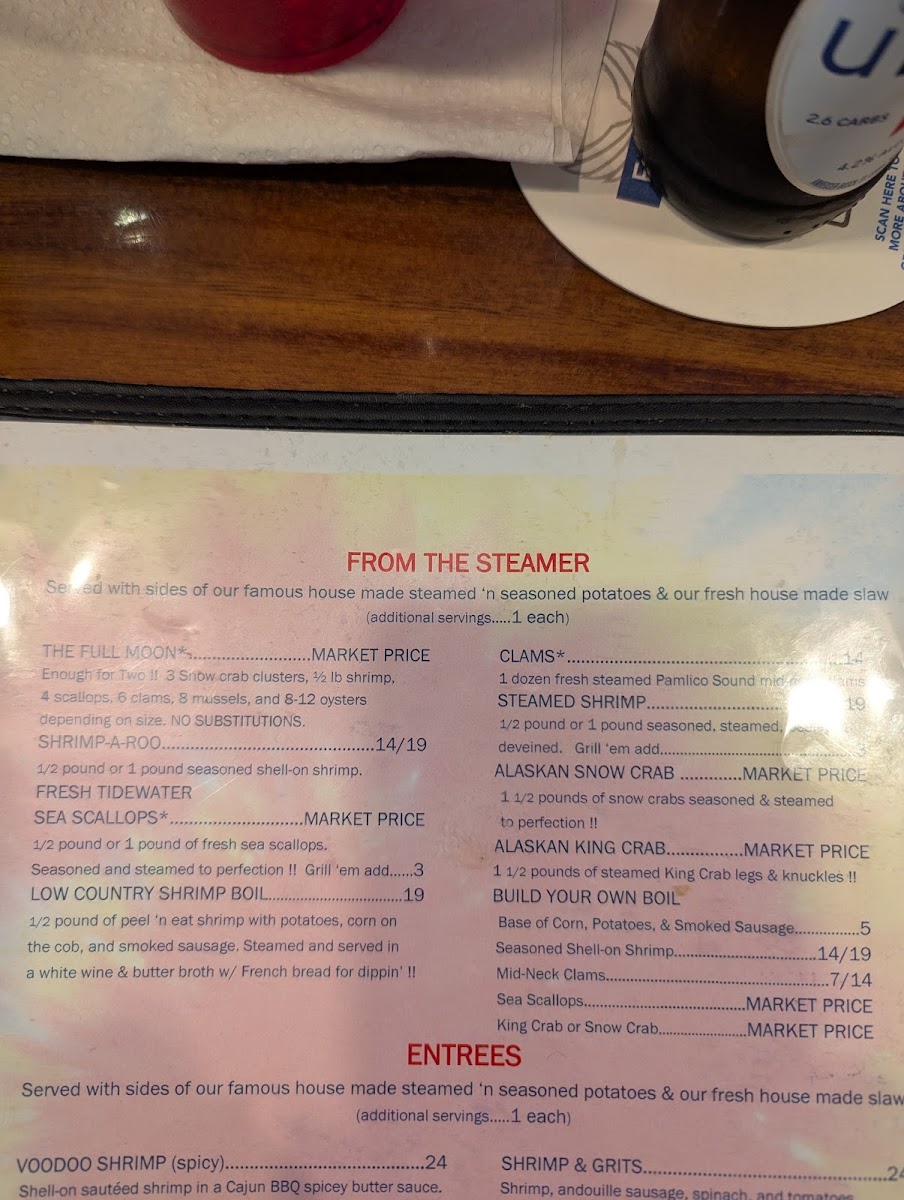 2.6 CARBS
SCAN HERE TO
FROM THE STEAMER
Served with sides of our famous house made steamed 'n seasoned potatoes & our fresh house made slaw
(additional servings.....1 each)
THE FULL MOON*..........................MARKET PRICE
Enough for Two !! 3 Snow crab clusters, ½ lb shrimp,
4 scallops, 6 clams, 8 mussels, and 8-12 oysters
depending on size. NO SUBSTITUTIONS.
SHRIMP-A-ROO.............................................14/19
1/2 pound or 1 pound seasoned shell-on shrimp.
FRESH TIDEWATER
SEA SCALLOPS*............................MARKET PRICE
1/2 pound or 1 pound of fresh sea scallops.
Seasoned and steamed to perfection !! Grill 'em add......3
LOW COUNTRY SHRIMP BOIL.............................19
1/2 pound of peel 'n eat shrimp with potatoes, corn on
the cob, and smoked sausage. Steamed and served in
a white wine & butter broth w/ French bread for dippin' !!
CLAMS*...........................................................14
1 dozen fresh steamed Pamlico Sound
STEAMED SHRIMP..........................................19
1/2 pound or 1 pound seasoned, steamed,
deveined. Grill 'em add.............................................3
ALASKAN SNOW CRAB ............MARKET PRICE
1 1/2 pounds of snow crabs seasoned & steamed
to perfection !!
ALASKAN KING CRAB................MARKET PRICE
1 1/2 pounds of steamed King Crab legs & knuckles !!
BUILD YOUR OWN BOIL
Base of Corn, Potatoes, & Smoked Sausage..............5
Seasoned Shell-on Shrimp..............................14/19
Mid-Neck Clams................................................7/14
Sea Scallops..................................MARKET PRICE
King Crab or Snow Crab......................MARKET PRICE
ENTREES
Served with sides of our famous house made steamed 'n seasoned potatoes & our fresh house made slaw
(additional servings.....1 each)
VOODOO SHRIMP (spicy)..........................................24
Shell-on sautéed shrimp in a Cajun BBQ spicey butter sauce.
SHRIMP & GRITS..................................................24
Shrimp, andouille sausage, spinach, and tomatoes